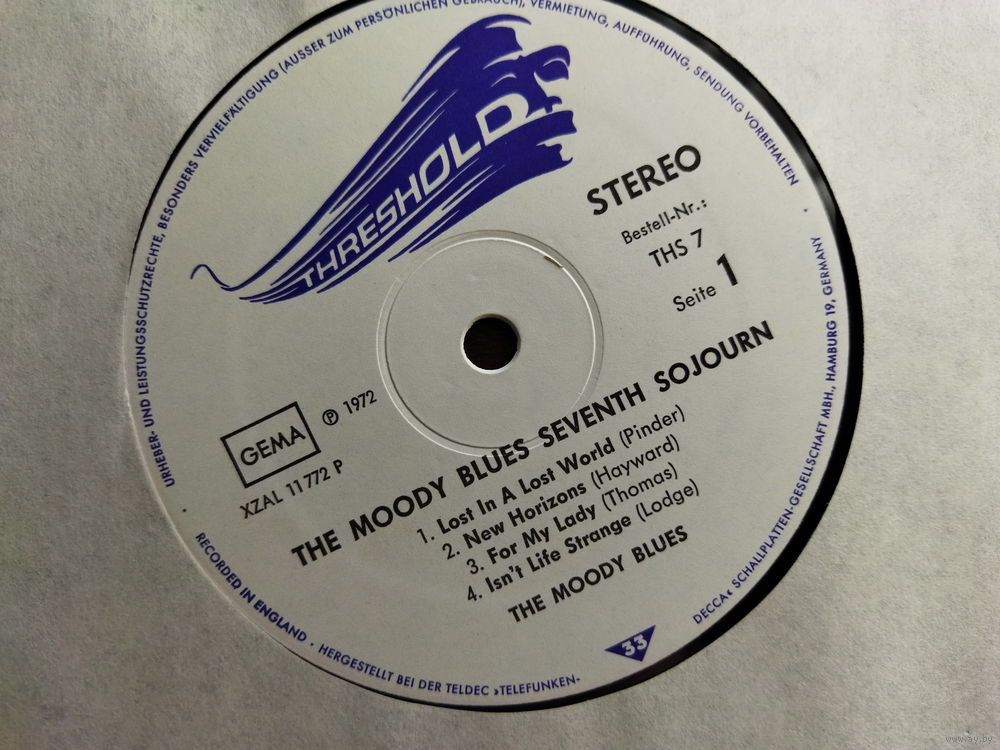 URHEBER- UND LEISTUNGSSCHUTZRECHTE, BESONDERS VERVIELFÄLTIGUNG (AUSSER ZUM PERSÖNLICHEN GEBRAUCH), VERMIETUNG, AUFFÜHRUNG, SENDUNG VORBEHALTEN
THRESHOLD
STEREO
Bestell-Nr.:
THS 7
Seite 1
GEMA
℗ 1972
XZAL 11 772 P
THE MOODY BLUES SEVENTH SOJOURN
1. Lost In A Lost World (Pinder)
2. New Horizons (Hayward)
3. For My Lady (Thomas)
4. Isn't Life Strange (Lodge)
THE MOODY BLUES
33
RECORDED IN ENGLAND · HERGESTELLT BEI DER TELDEC »TELEFUNKEN-
DECCA« SCHALLPLATTEN-GESELLSCHAFT MBH., HAMBURG 19, GERMANY
www.ay.by